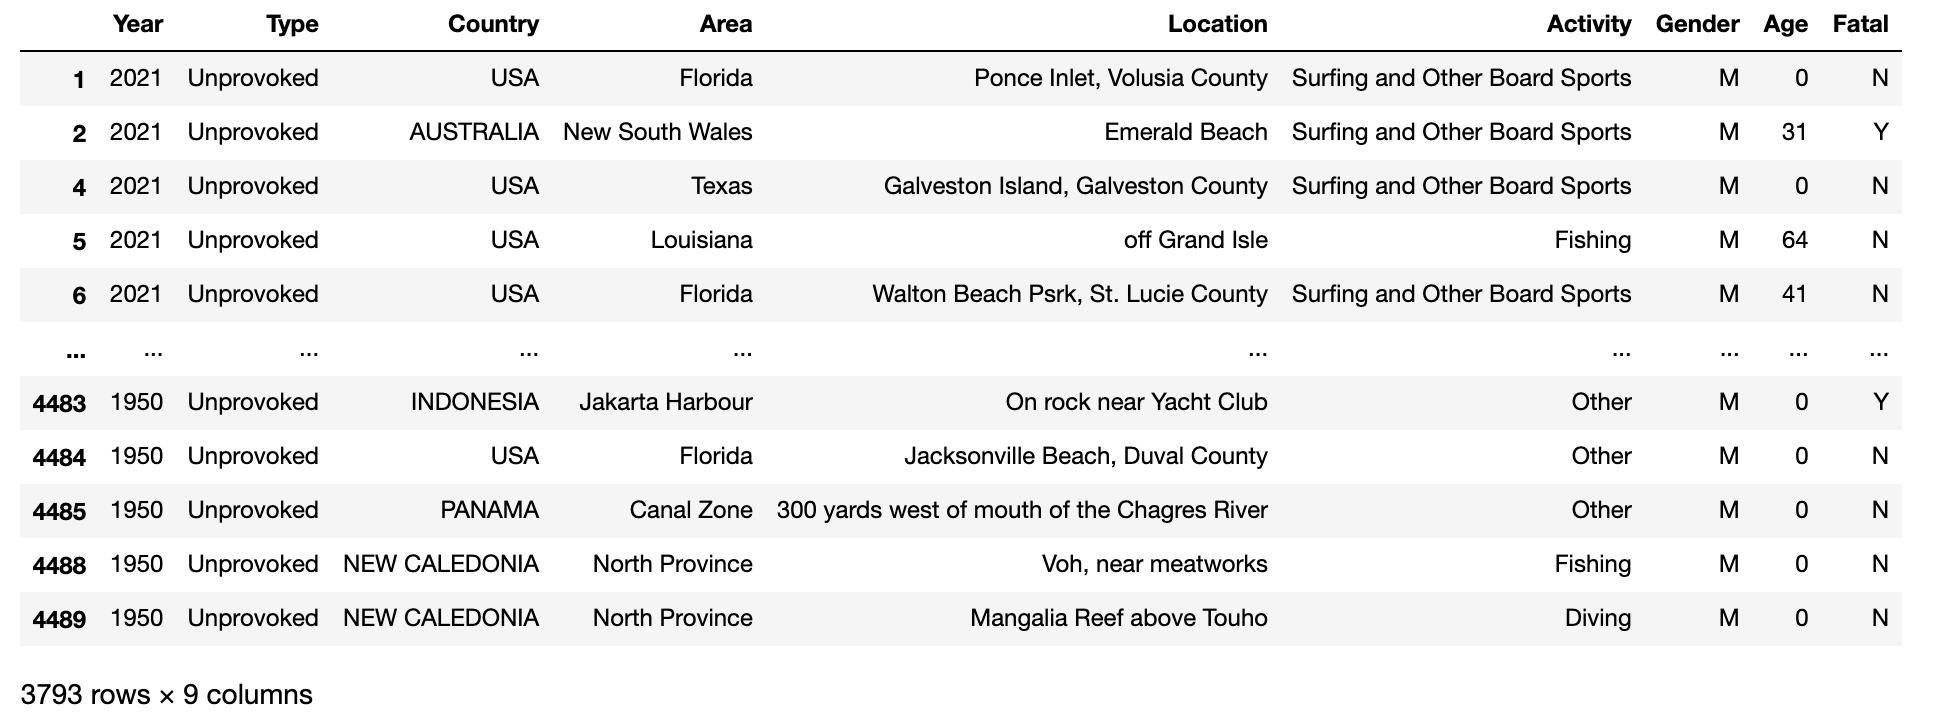 Year Type Country Area Location Activity Gender Age Fatal
1 2021 Unprovoked USA Florida Ponce Inlet, Volusia County Surfing and Other Board Sports M 0 N
2 2021 Unprovoked AUSTRALIA New South Wales Emerald Beach Surfing and Other Board Sports M 31 Y
4 2021 Unprovoked USA Texas Galveston Island, Galveston County Surfing and Other Board Sports M 0 N
5 2021 Unprovoked USA Louisiana off Grand Isle Fishing M 64 N
6 2021 Unprovoked USA Florida Walton Beach Psrk, St. Lucie County Surfing and Other Board Sports M 41 N
... ... ... ... ... ... ... ... ... ...
4483 1950 Unprovoked INDONESIA Jakarta Harbour On rock near Yacht Club Other M 0 Y
4484 1950 Unprovoked USA Florida Jacksonville Beach, Duval County Other M 0 N
4485 1950 Unprovoked PANAMA Canal Zone 300 yards west of mouth of the Chagres River Other M 0 N
4488 1950 Unprovoked NEW CALEDONIA North Province Voh, near meatworks Fishing M 0 N
4489 1950 Unprovoked NEW CALEDONIA North Province Mangalia Reef above Touho Diving M 0 N
3793 rows × 9 columns